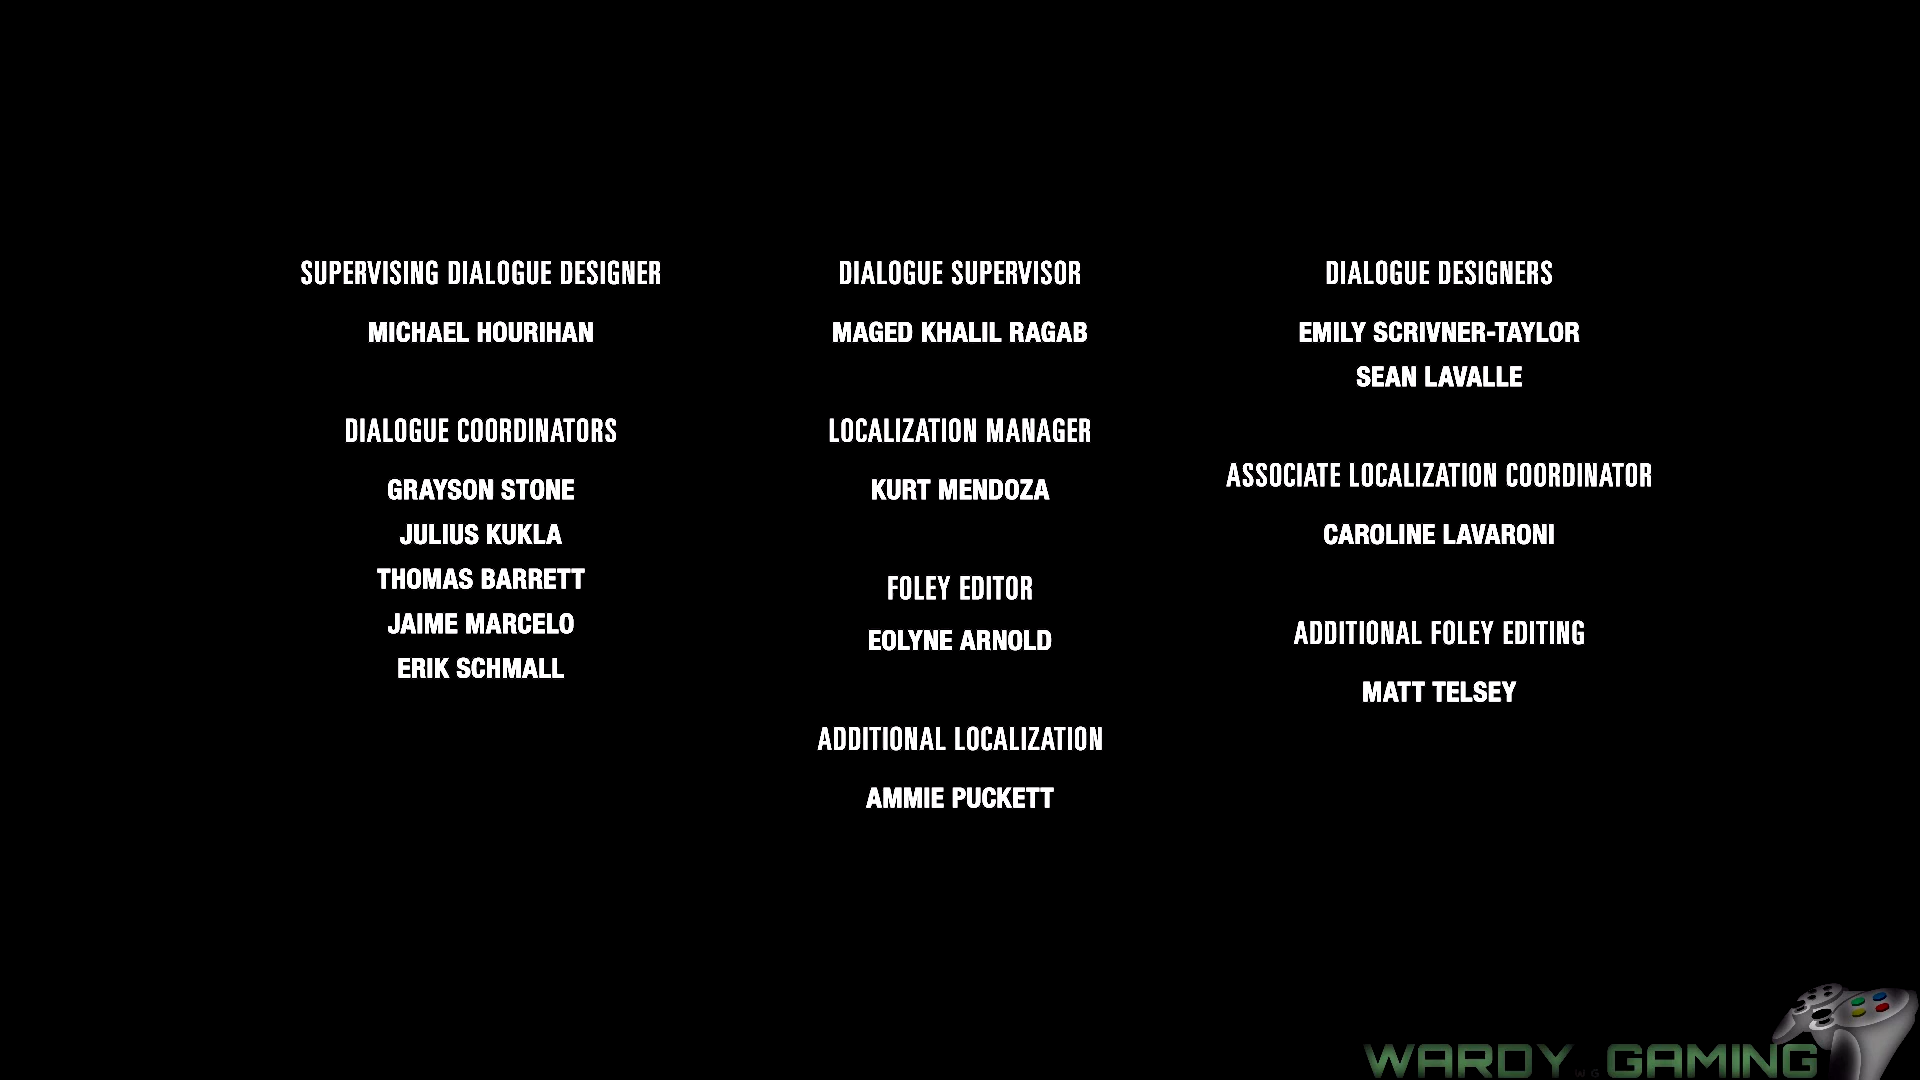 SUPERVISING DIALOGUE DESIGNER
MICHAEL HOURIHAN
DIALOGUE COORDINATORS
GRAYSON STONE
JULIUS KUKLA
THOMAS BARRETT
JAIME MARCELO
ERIK SCHMALL
DIALOGUE SUPERVISOR
MAGED KHALIL RAGAB
LOCALIZATION MANAGER
KURT MENDOZA
FOLEY EDITOR
EOLYNE ARNOLD
ADDITIONAL LOCALIZATION
AMMIE PUCKETT
DIALOGUE DESIGNERS
EMILY SCRIVNER-TAYLOR
SEAN LAVALLE
ASSOCIATE LOCALIZATION COORDINATOR
CAROLINE LAVARONI
ADDITIONAL FOLEY EDITING
MATT TELSEY
WARDY GAMING
W G